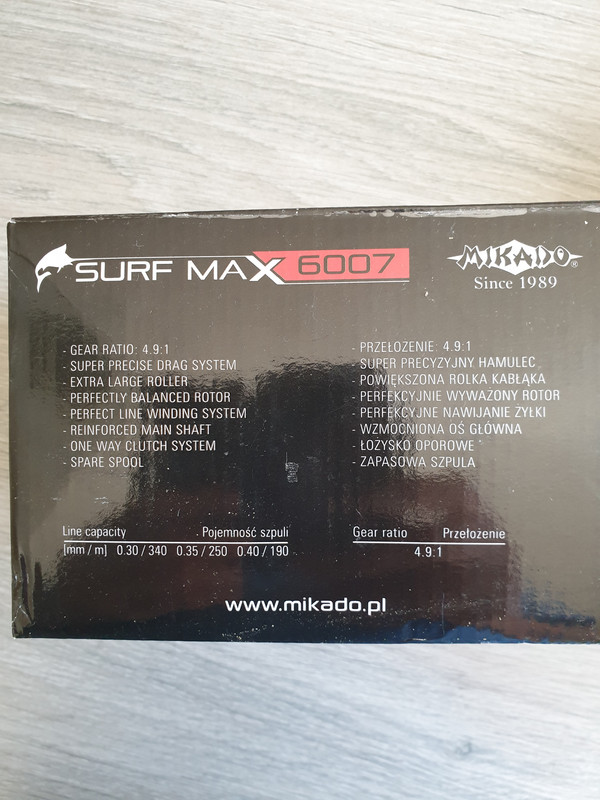 SURF MAX 6007
MIKADO®
Since 1989
- GEAR RATIO: 4.9:1
- SUPER PRECISE DRAG SYSTEM
- EXTRA LARGE ROLLER
- PERFECTLY BALANCED ROTOR
- PERFECT LINE WINDING SYSTEM
- REINFORCED MAIN SHAFT
- ONE WAY CLUTCH SYSTEM
- SPARE SPOOL
- PRZEŁOŻENIE: 4.9:1
- SUPER PRECYZYJNY HAMULEC
- POWIĘKSZONA ROLKA KABŁĄKA
- PERFEKCYJNIE WYWAŻONY ROTOR
- PERFEKCYJNE NAWIJANIE ŻYŁKI
- WZMOCNIONA OŚ GŁÓWNA
- ŁOŻYSKO OPOROWE
- ZAPASOWA SZPULA
Line capacity Pojemność szpuli
[mm / m] 0.30 / 340 0.35 / 250 0.40 / 190
Gear ratio Przełożenie
4.9:1
www.mikado.pl